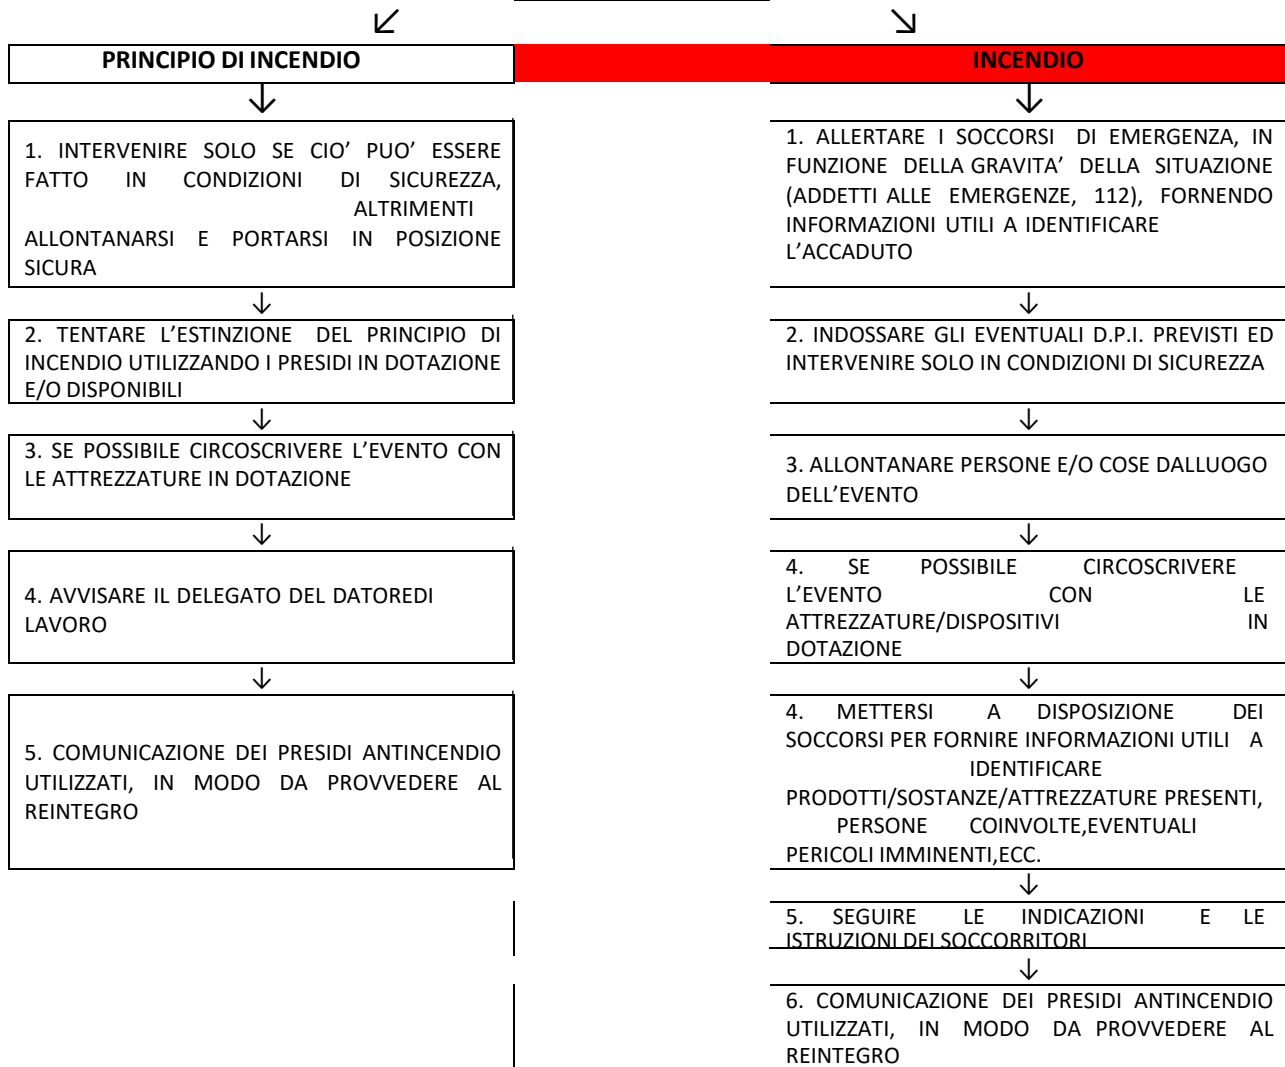 PRINCIPIO DI INCENDIO
1. INTERVENIRE SOLO SE CIO’ PUO’ ESSERE
FATTO IN CONDIZIONI DI SICUREZZA,
ALTRIMENTI
ALLONTANARSI E PORTARSI IN POSIZIONE
SICURA
2. TENTARE L’ESTINZIONE DEL PRINCIPIO DI
INCENDIO UTILIZZANDO I PRESIDI IN DOTAZIONE
E/O DISPONIBILI
3. SE POSSIBILE CIRCOSCRIVERE L’EVENTO CON
LE ATTREZZATURE IN DOTAZIONE
4. AVVISARE IL DELEGATO DEL DATOREDI
LAVORO
5. COMUNICAZIONE DEI PRESIDI ANTINCENDIO
UTILIZZATI, IN MODO DA PROVVEDERE AL
REINTEGRO
INCENDIO
1. ALLERTARE I SOCCORSI DI EMERGENZA, IN
FUNZIONE DELLA GRAVITA’ DELLA SITUAZIONE
(ADDETTI ALLE EMERGENZE, 112), FORNENDO
INFORMAZIONI UTILI A IDENTIFICARE
L’ACCADUTO
2. INDOSSARE GLI EVENTUALI D.P.I. PREVISTI ED
INTERVENIRE SOLO IN CONDIZIONI DI SICUREZZA
3. ALLONTANARE PERSONE E/O COSE DALLUOGO
DELL’EVENTO
4. SE POSSIBILE CIRCOSCRIVERE
L’EVENTO CON LE
ATTREZZATURE/DISPOSITIVI IN
DOTAZIONE
4. METTERSI A DISPOSIZIONE DEI
SOCCORSI PER FORNIRE INFORMAZIONI UTILI A
IDENTIFICARE
PRODOTTI/SOSTANZE/ATTREZZATURE PRESENTI,
PERSONE COINVOLTE,EVENTUALI
PERICOLI IMMINENTI,ECC.
5. SEGUIRE LE INDICAZIONI E LE
ISTRUZIONI DEI SOCCORRITORI
6. COMUNICAZIONE DEI PRESIDI ANTINCENDIO
UTILIZZATI, IN MODO DA PROVVEDERE AL
REINTEGRO